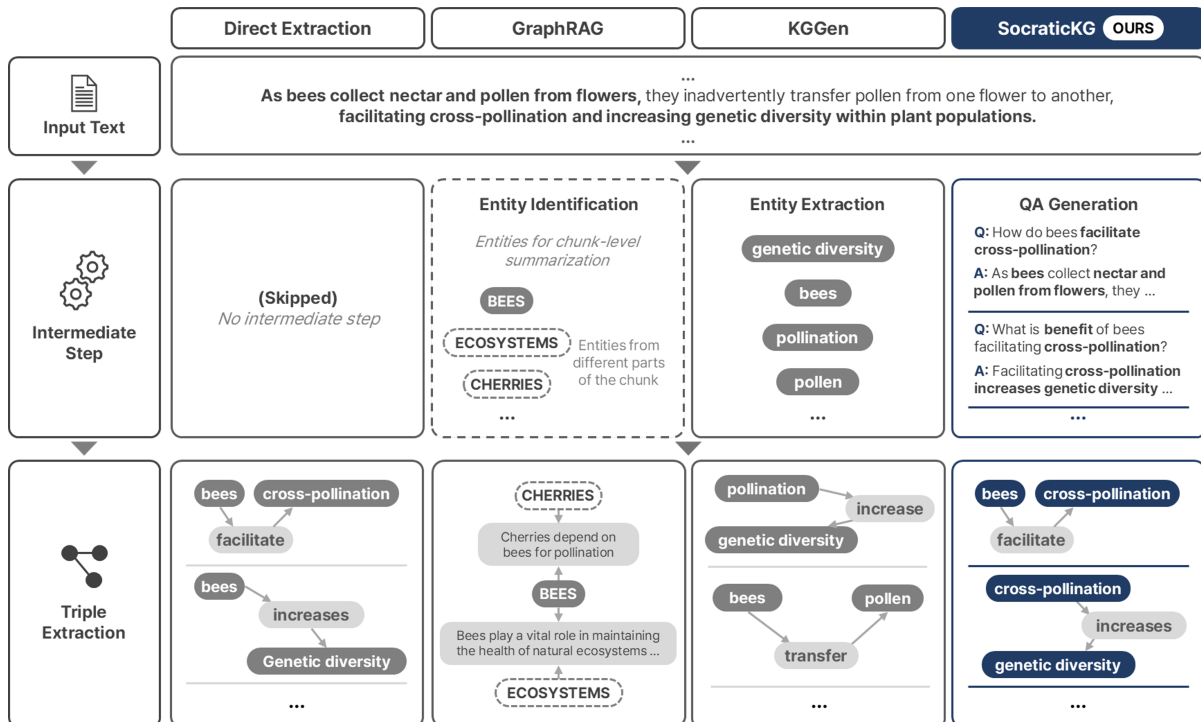 Direct Extraction
GraphRAG
KGGen
SocraticKG OURS
Input Text
...
As bees collect nectar and pollen from flowers, they inadvertently transfer pollen from one flower to another,
facilitating cross-pollination and increasing genetic diversity within plant populations.
...
Intermediate
Step
(Skipped)
No intermediate step
Entity Identification
Entities for chunk-level
summarization
BEES
ECOSYSTEMS
CHERRIES
Entities from
different parts
of the chunk
...
Entity Extraction
genetic diversity
bees
pollination
pollen
...
QA Generation
Q: How do bees facilitate
cross-pollination?
A: As bees collect nectar and
pollen from flowers, they ...
Q: What is benefit of bees
facilitating cross-pollination?
A: Facilitating cross-pollination
increases genetic diversity ...
...
Triple
Extraction
bees
cross-pollination
facilitate
bees
increases
Genetic diversity
...
CHERRIES
Cherries depend on
bees for pollination
BEES
Bees play a vital role in maintaining
the health of natural ecosystems ...
ECOSYSTEMS
pollination
increase
genetic diversity
bees
pollen
transfer
...
bees
cross-pollination
facilitate
cross-pollination
increases
genetic diversity
...